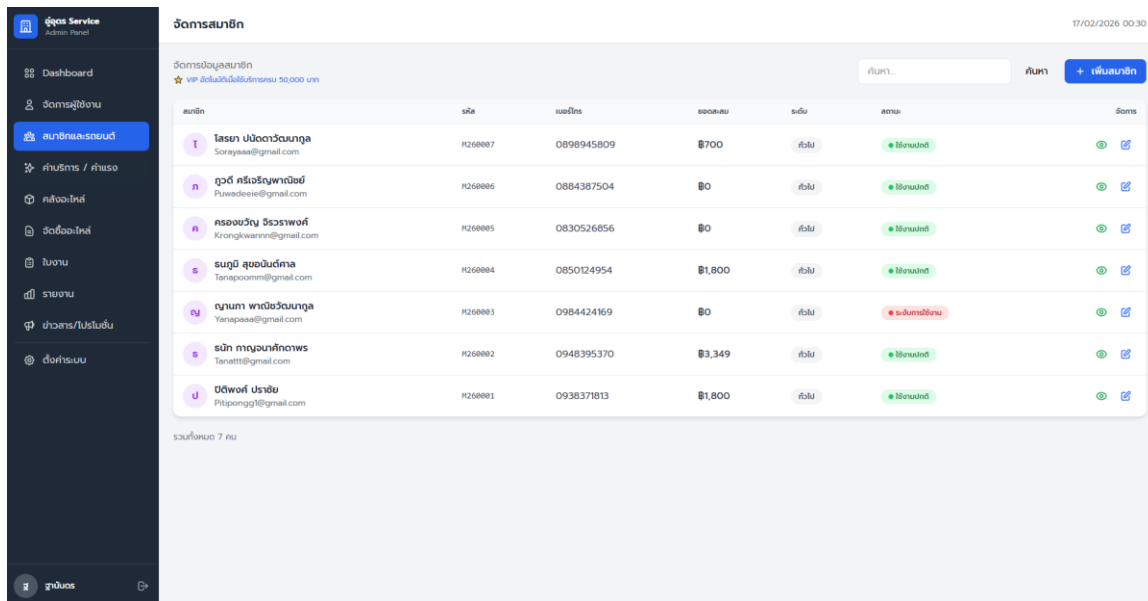 อู่อุดร Service
Admin Panel
จัดการสมาชิก
17/02/2026 00:30
Dashboard
จัดการผู้ใช้งาน
สมาชิกและรถยนต์
ค่าบริการ / ค่าแรง
คลังอะไหล่
จัดซื้ออะไหล่
ใบงาน
รายงาน
ข่าวสาร/โปรโมชั่น
ตั้งค่าระบบ
จัดการข้อมูลสมาชิก
VIP อัตโนมัติเมื่อใช้บริการครบ 50,000 บาท
ค้นหา... ค้นหา + เพิ่มสมาชิก
สมาชิก รหัส เบอร์โทร ยอดสะสม ระดับ สถานะ จัดการ
โ โสรยา ปนัดดาวัฒนากูล M260007 0898945809 ฿700 ทั่วไป ใช้งานปกติ
Sorayaaa@gmail.com
ภ ภูวดี ศรีเจริญพาณิชย์ M260006 0884387504 ฿0 ทั่วไป ใช้งานปกติ
Puwadeeie@gmail.com
ค ครองขวัญ จิรวราพงศ์ M260005 0830526856 ฿0 ทั่วไป ใช้งานปกติ
Krongkwannn@gmail.com
ธ ธนภูมิ สุขอนันต์ศาล M260004 0850124954 ฿1,800 ทั่วไป ใช้งานปกติ
Tanapoomm@gmail.com
ญ ญานภา พาณิชวัฒนากูล M260003 0984424169 ฿0 ทั่วไป ระงับการใช้งาน
Yanapaaa@gmail.com
ธ ธนัท กาญจนาศักดาพร M260002 0948395370 ฿3,349 ทั่วไป ใช้งานปกติ
Tanattt@gmail.com
ป ปิติพงศ์ ปราชัย M260001 0938371813 ฿1,800 ทั่วไป ใช้งานปกติ
Pitipongg1@gmail.com
รวมทั้งหมด 7 คน
ฐ ฐานันดร